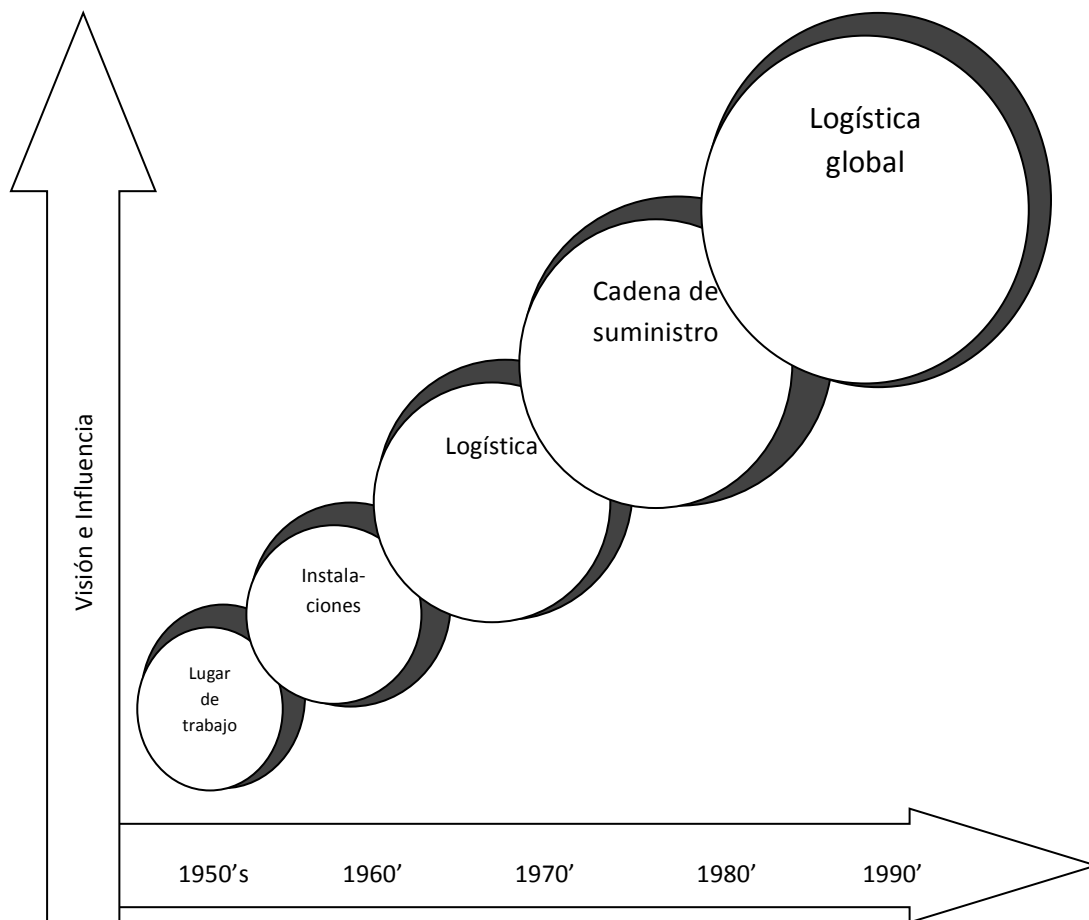 Logística
global
Cadena de
suministro
Logística
Instala-
ciones
Lugar
de
trabajo
Visión e Influencia
1950’s 1960’ 1970’ 1980’ 1990’